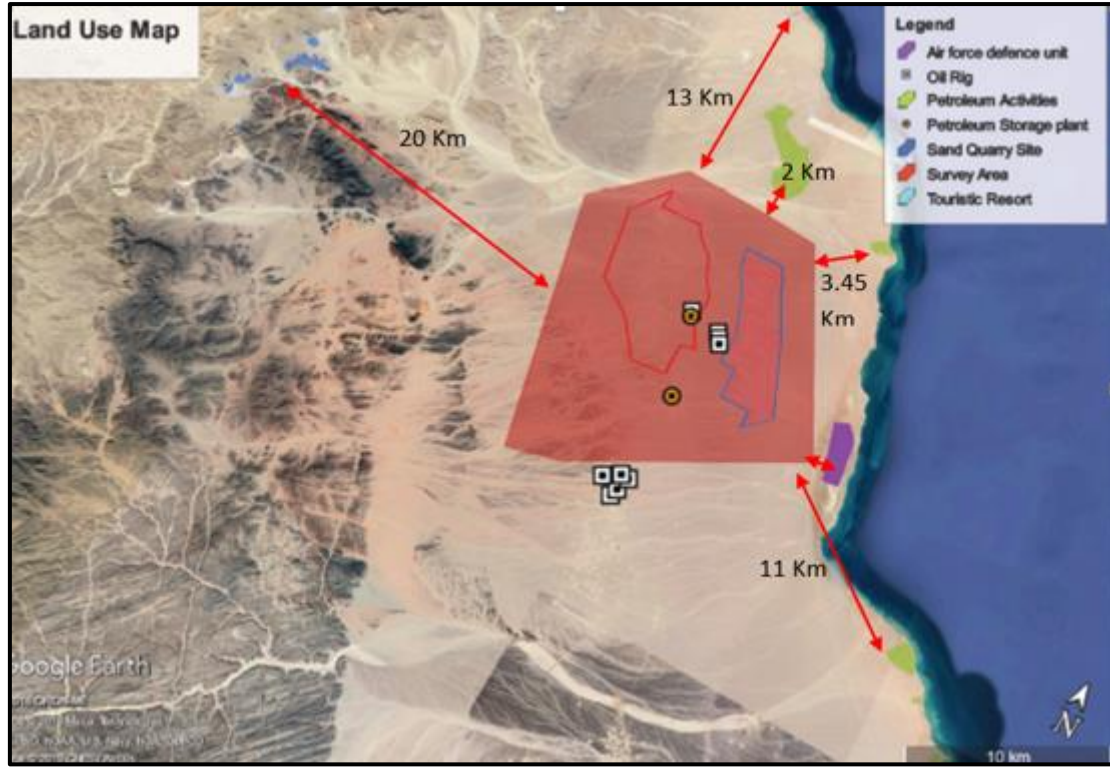 Land Use Map
Legend
Air force defence unit
Oil Rig
Petroleum Activities
Petroleum Storage plant
Sand Quarry Site
Survey Area
Touristic Resort
13 Km
20 Km
2 Km
3.45
Km
11 Km
Google Earth
N
10 km